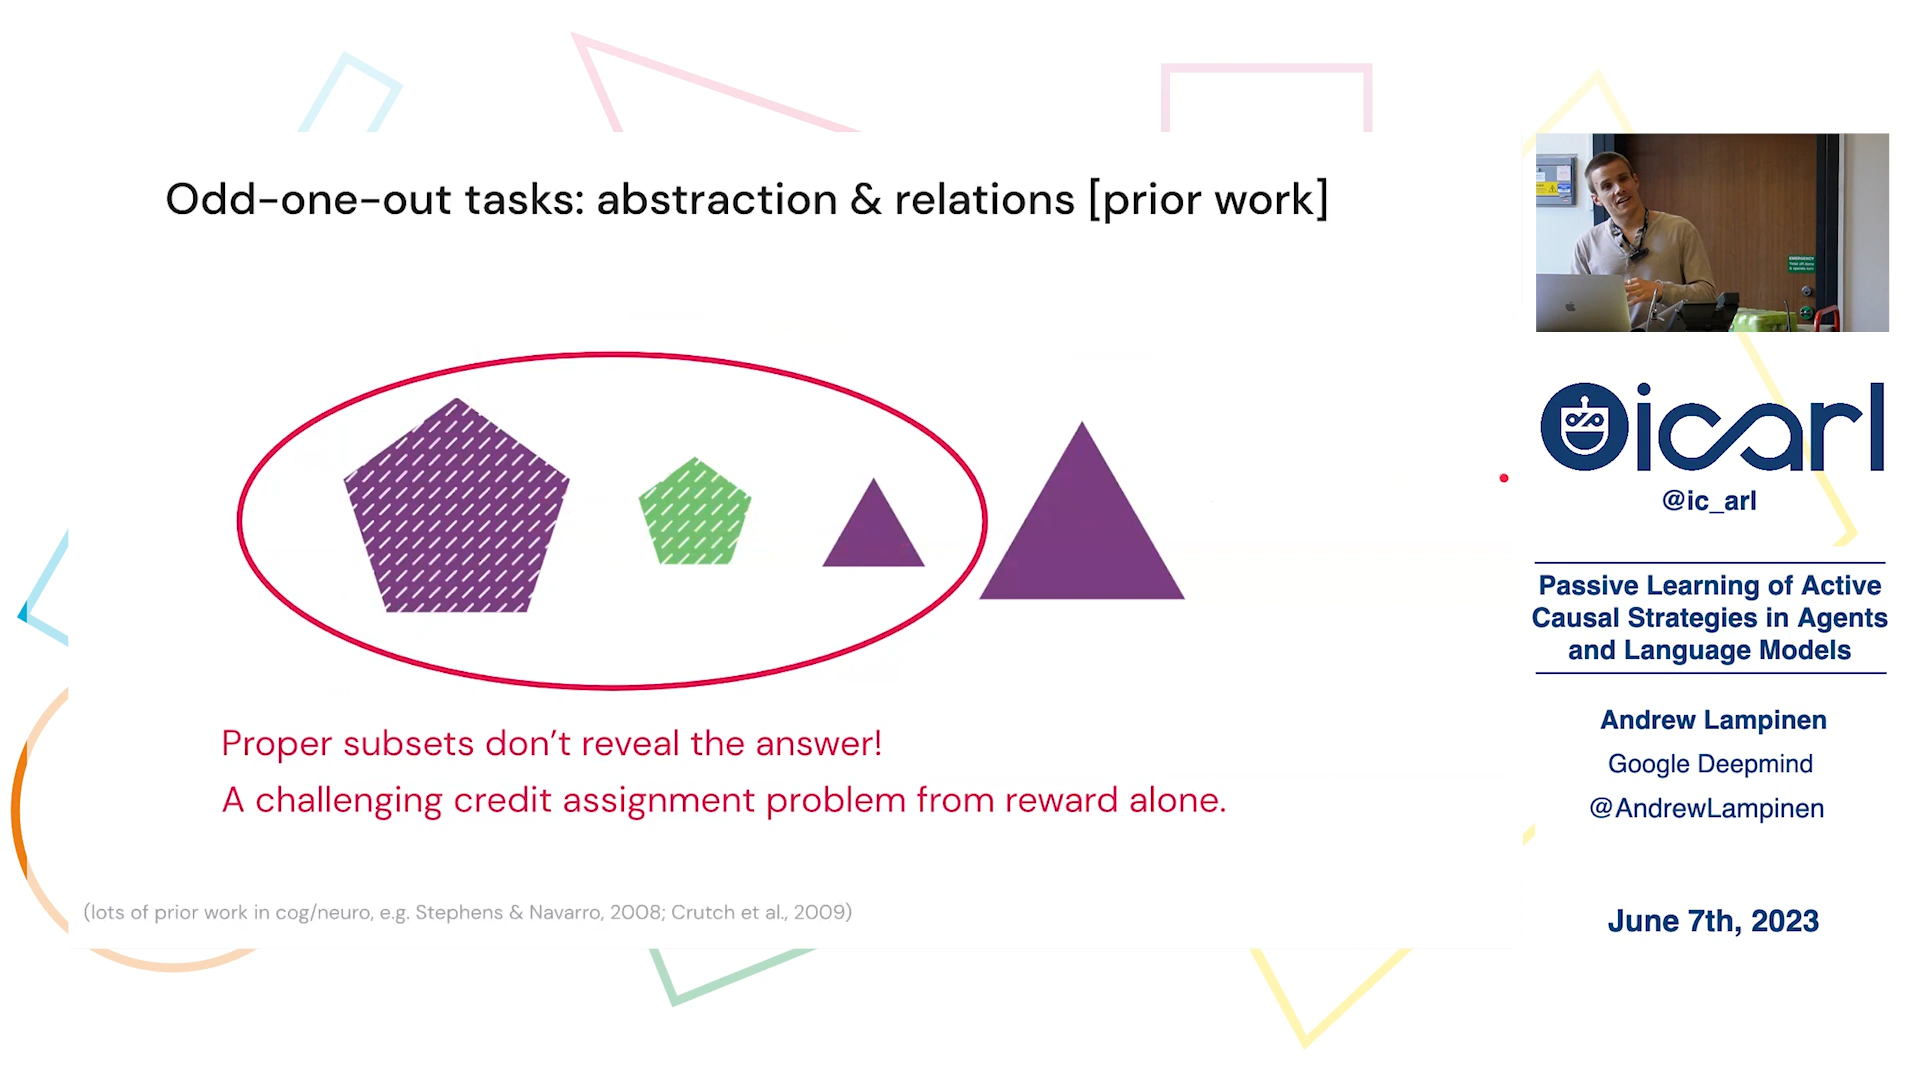 Odd-one-out tasks: abstraction & relations [prior work]
Proper subsets don't reveal the answer!
A challenging credit assignment problem from reward alone.
(lots of prior work in cog/neuro, e.g. Stephens & Navarro, 2008; Crutch et al., 2009)
icarl
@ic_arl
Passive Learning of Active
Causal Strategies in Agents
and Language Models
Andrew Lampinen
Google Deepmind
@AndrewLampinen
June 7th, 2023